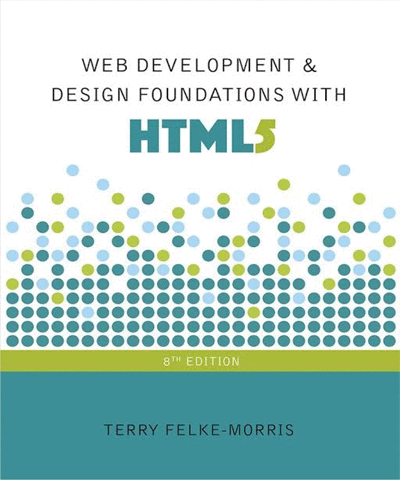 WEB DEVELOPMENT &
DESIGN FOUNDATIONS WITH
HTML5
8TH EDITION
TERRY FELKE-MORRIS